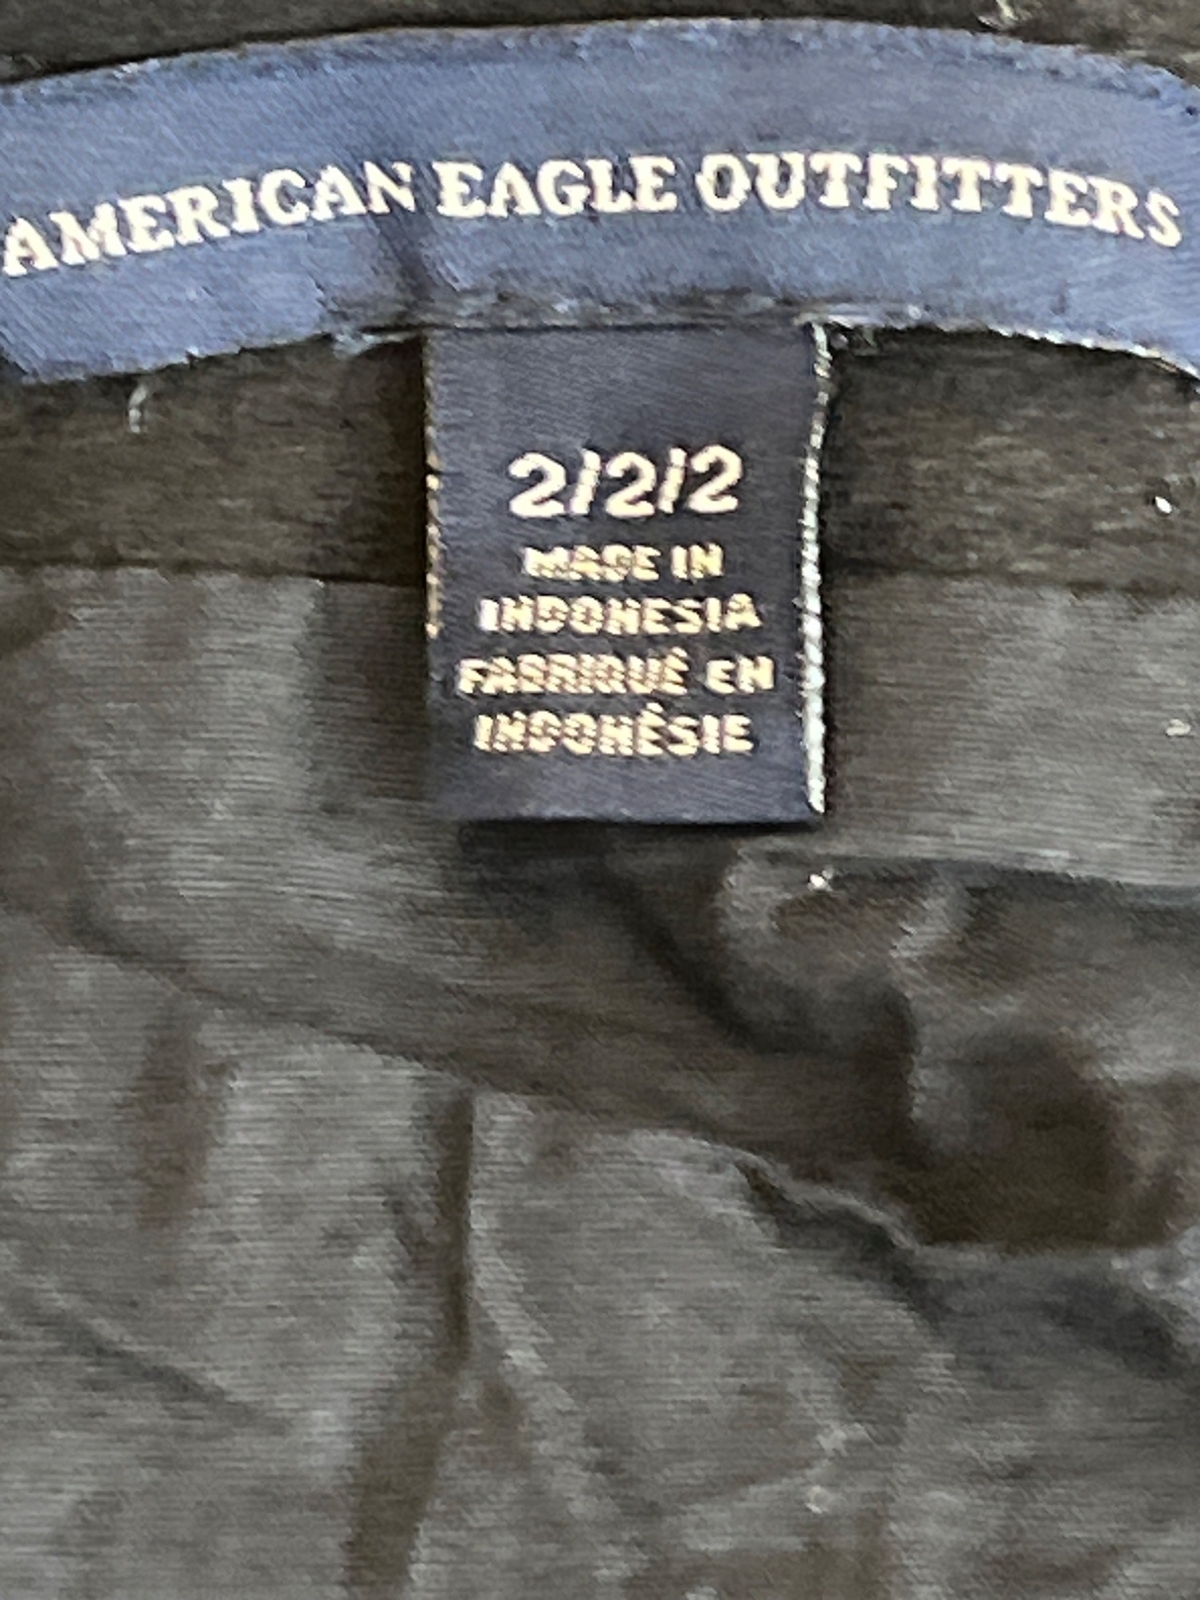 AMERICAN EAGLE OUTFITTERS
2/2/2
MADE IN
INDONESIA
FABRIQUÉ EN
INDONÉSIE